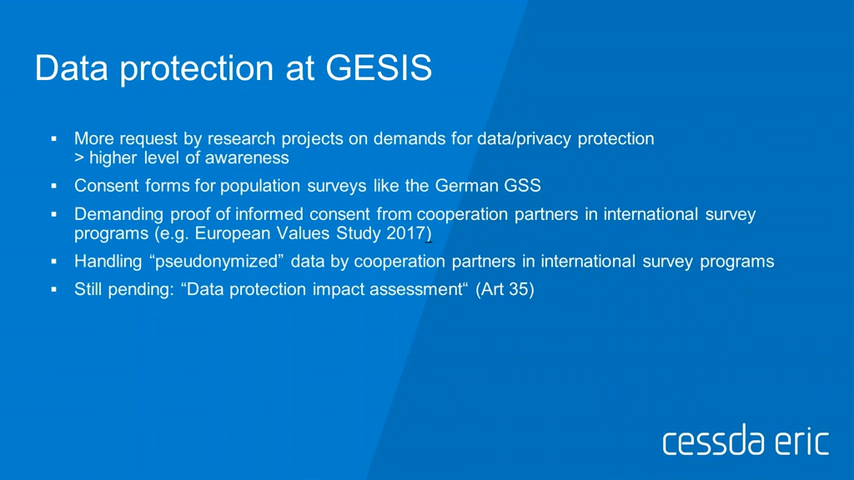 Data protection at GESIS
▪ More request by research projects on demands for data/privacy protection
> higher level of awareness
▪ Consent forms for population surveys like the German GSS
▪ Demanding proof of informed consent from cooperation partners in international survey
programs (e.g. European Values Study 2017)
▪ Handling “pseudonymized” data by cooperation partners in international survey programs
▪ Still pending: “Data protection impact assessment“ (Art 35)
cessda eric